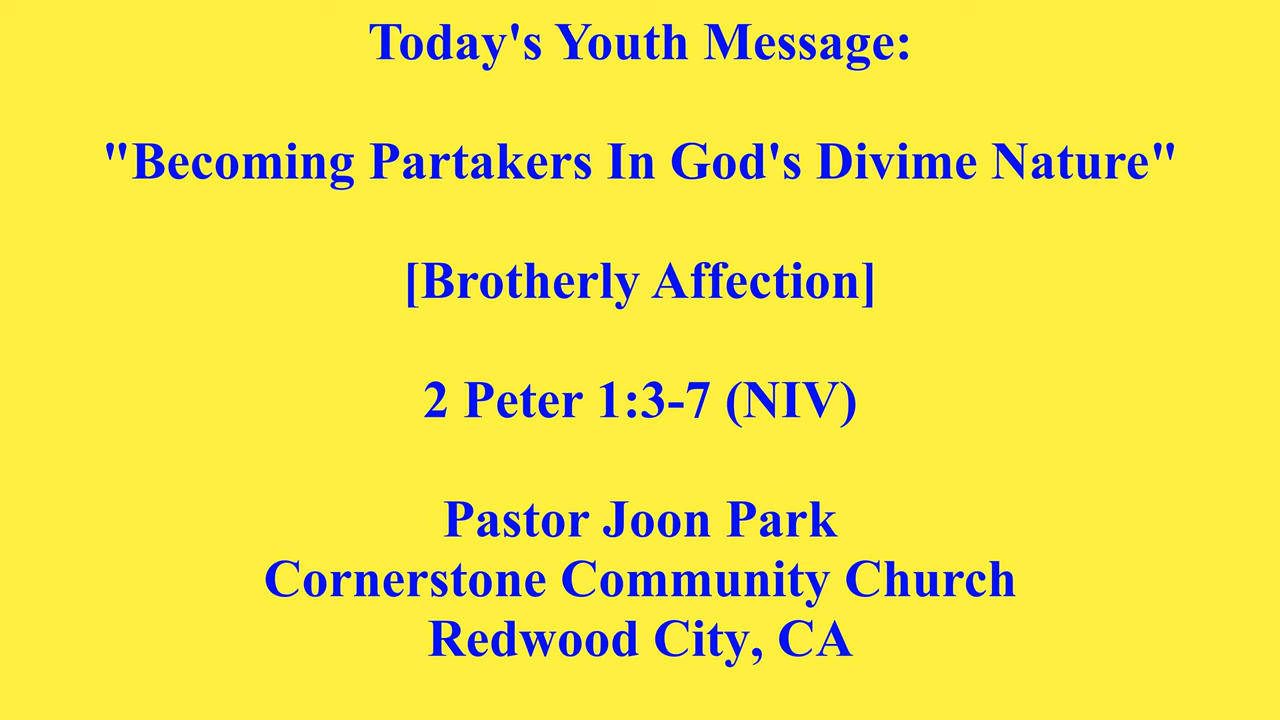 Today's Youth Message:
"Becoming Partakers In God's Divime Nature"
[Brotherly Affection]
2 Peter 1:3-7 (NIV)
Pastor Joon Park
Cornerstone Community Church
Redwood City, CA